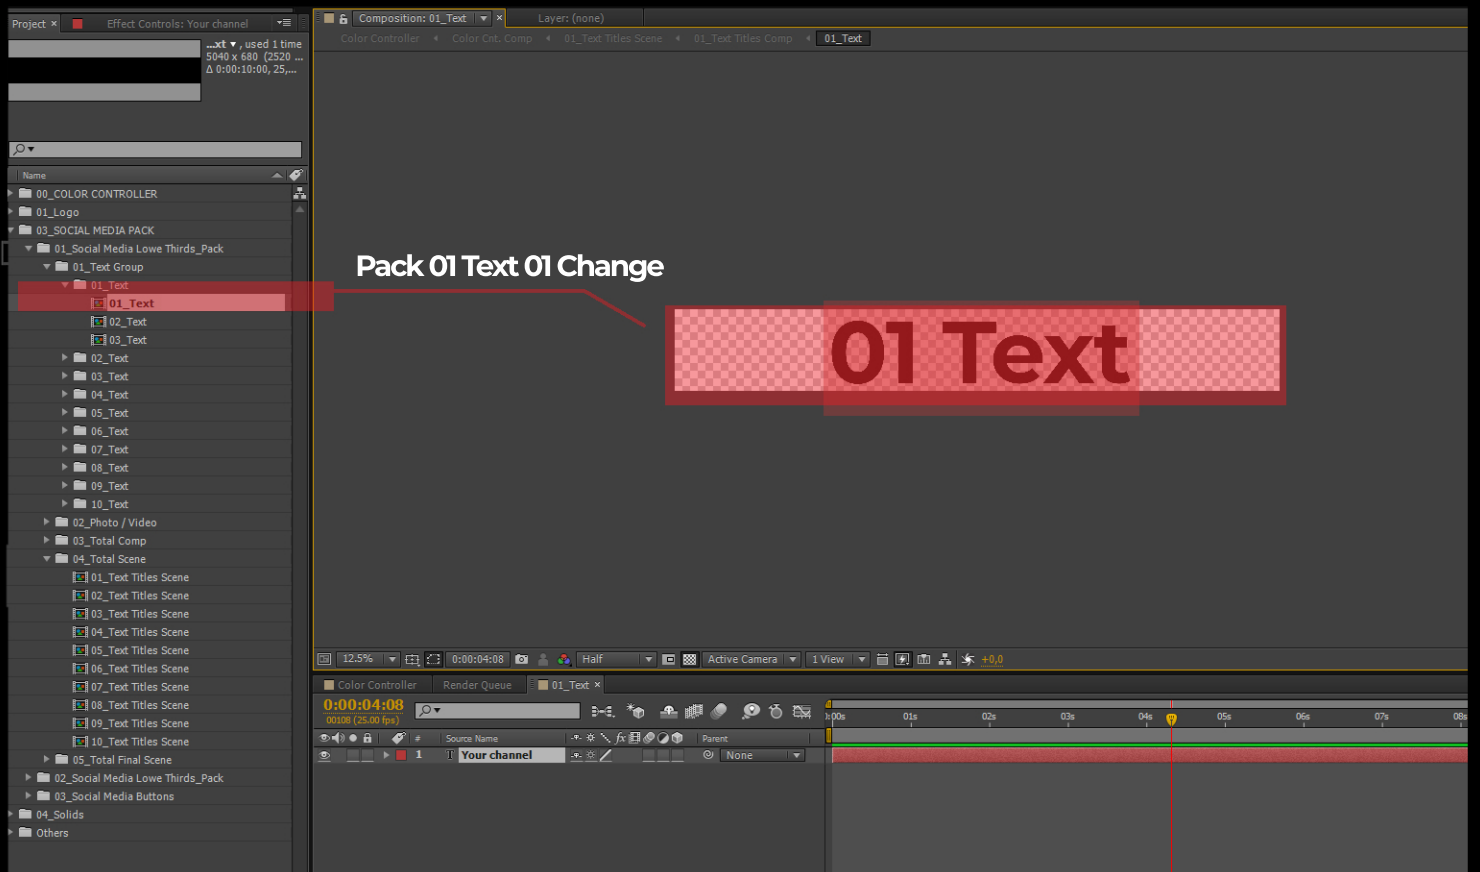 Project × Effect Controls: Your channel
...xt ▼ , used 1 time
5040 x 680 (2520 ...
Δ 0:00:10:00, 25,...
Name
00_COLOR CONTROLLER
01_Logo
03_SOCIAL MEDIA PACK
01_Social Media Lowe Thirds_Pack
01_Text Group
01_Text
01_Text
02_Text
03_Text
02_Text
03_Text
04_Text
05_Text
06_Text
07_Text
08_Text
09_Text
10_Text
02_Photo / Video
03_Total Comp
04_Total Scene
01_Text Titles Scene
02_Text Titles Scene
03_Text Titles Scene
04_Text Titles Scene
05_Text Titles Scene
06_Text Titles Scene
07_Text Titles Scene
08_Text Titles Scene
09_Text Titles Scene
10_Text Titles Scene
05_Total Final Scene
02_Social Media Lowe Thirds_Pack
03_Social Media Buttons
04_Solids
Others
Composition: 01_Text × Layer: (none)
Color Controller Color Cnt. Comp 01_Text Titles Scene 01_Text Titles Comp 01_Text
Pack 01 Text 01 Change
01 Text
12.5% 0:00:04:08 Half Active Camera 1 View +0,0
Color Controller Render Queue 01_Text ×
0:00:04:08
00108 (25.00 fps)
:00s 01s 02s 03s 04s 05s 06s 07s 08s
# Source Name fx Parent
1 T Your channel None